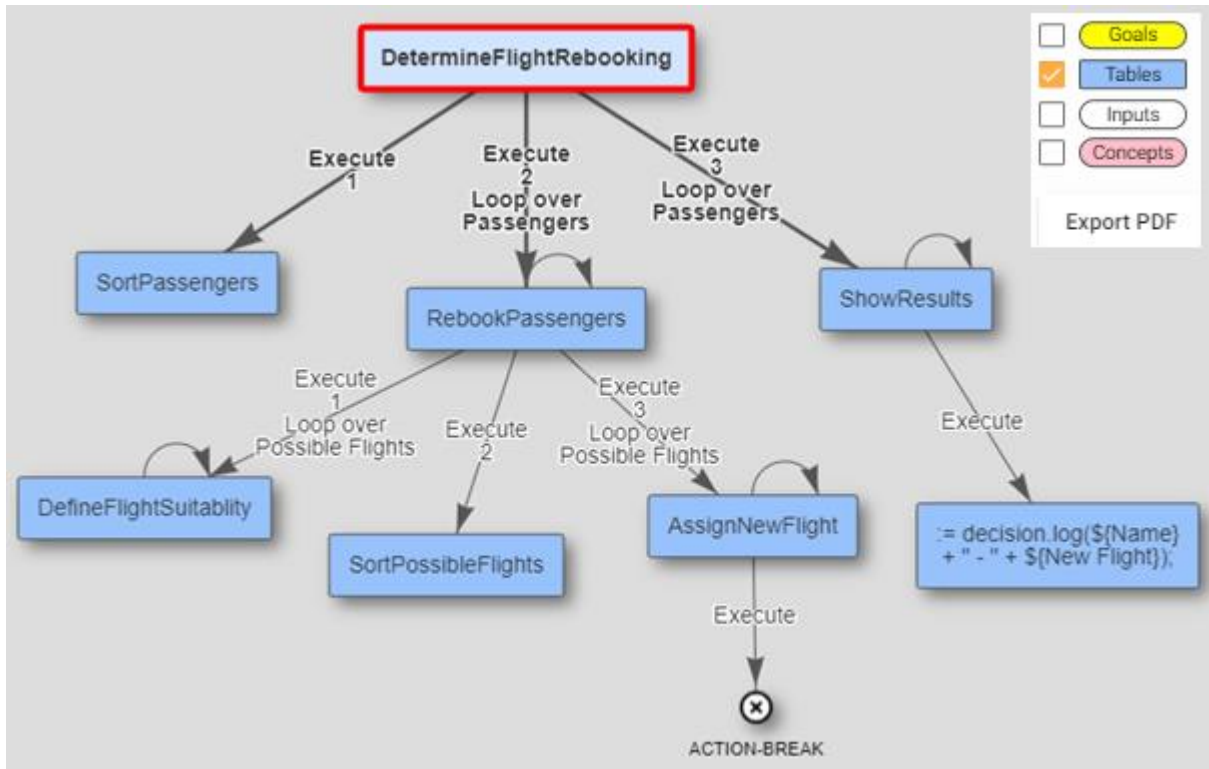 DetermineFlightRebooking
Goals
Tables
Inputs
Concepts
Export PDF
Execute
1
Execute
2
Loop over
Passengers
Execute
3
Loop over
Passengers
SortPassengers
RebookPassengers
ShowResults
Execute
1
Loop over
Possible Flights
Execute
2
Execute
3
Loop over
Possible Flights
Execute
DefineFlightSuitablity
SortPossibleFlights
AssignNewFlight
:= decision.log(${Name}
+ " - " + ${New Flight});
Execute
ACTION-BREAK